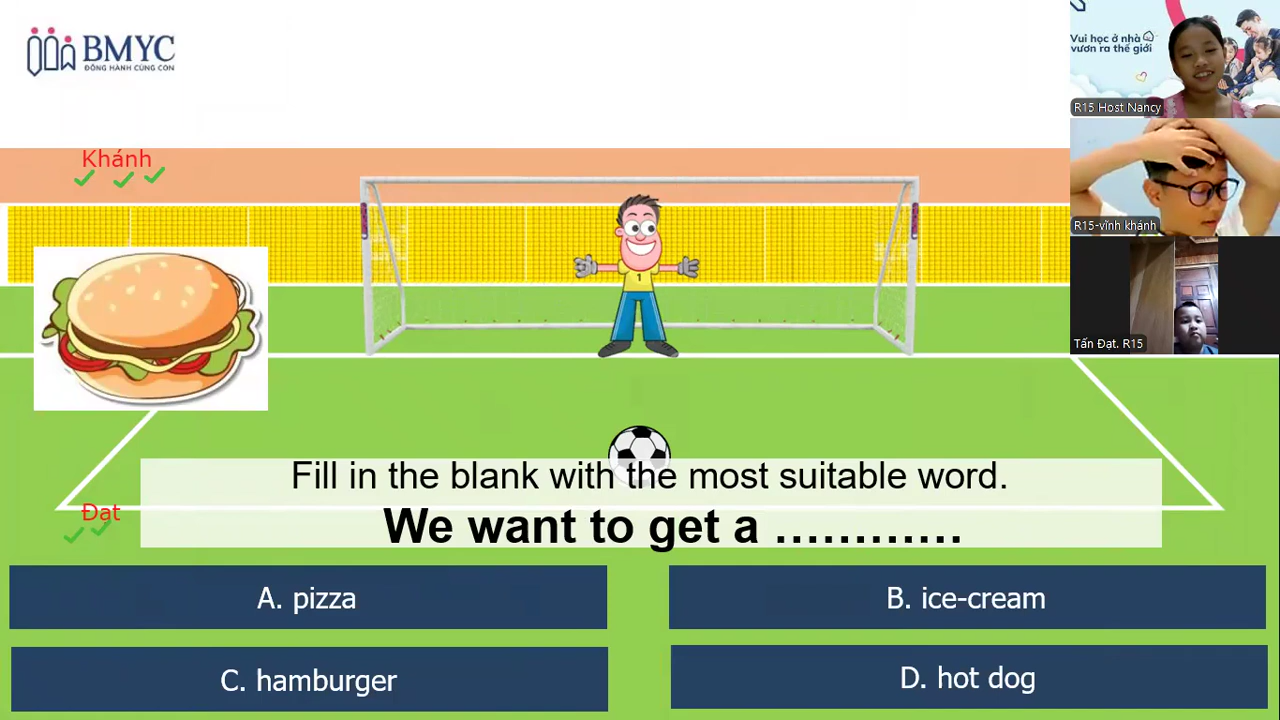 BMYC
ĐỒNG HÀNH CÙNG CON
Vui học ở nhà
vươn ra thế giới
R15 Host Nancy
Khánh
R15-vĩnh khánh
1
Tấn Đạt. R15
Fill in the blank with the most suitable word.
Đạt
We want to get a …………
A. pizza
B. ice-cream
C. hamburger
D. hot dog